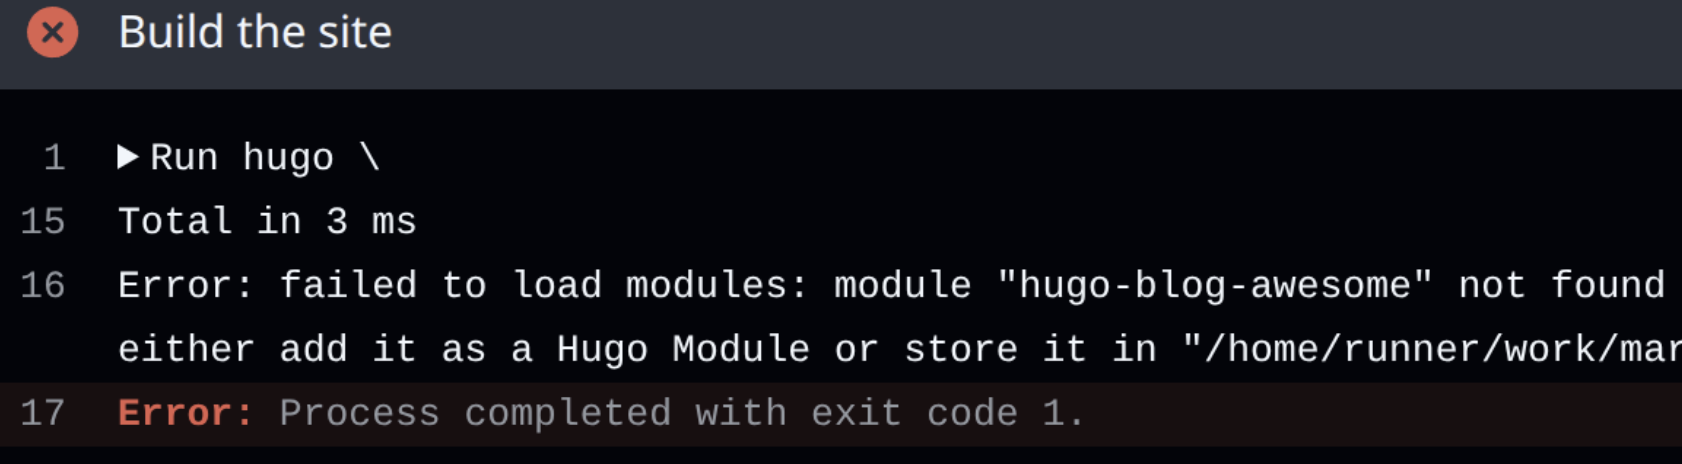 Build the site
1 ▶ Run hugo \
15 Total in 3 ms
16 Error: failed to load modules: module "hugo-blog-awesome" not found
either add it as a Hugo Module or store it in "/home/runner/work/mar
17 Error: Process completed with exit code 1.